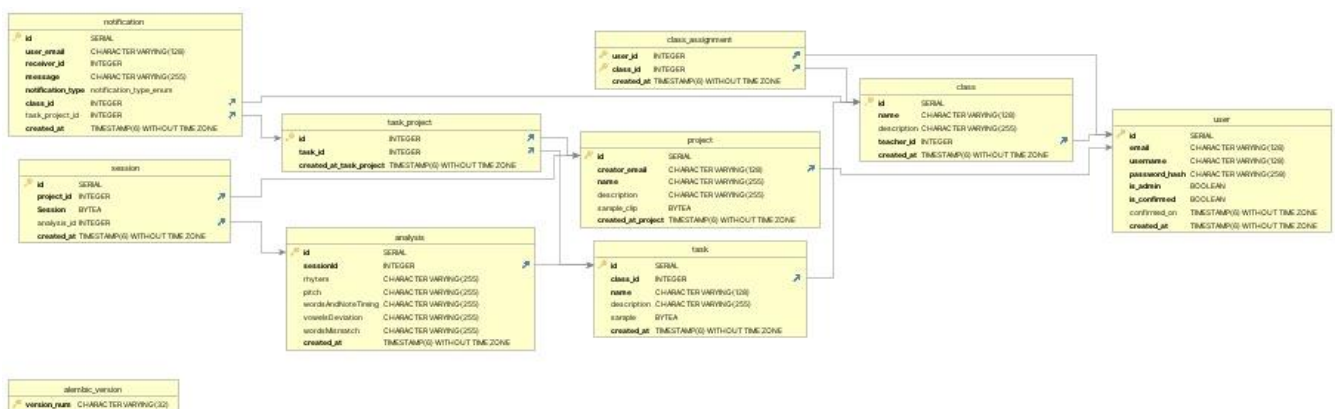 notification
id SERIAL
user_email CHARACTER VARYING(128)
receiver_id INTEGER
message CHARACTER VARYING(255)
notification_type notification_type_enum
class_id INTEGER
task_project_id INTEGER
created_at TIMESTAMP(6) WITHOUT TIME ZONE
session
id SERIAL
project_id INTEGER
Session BYTEA
analysis_id INTEGER
created_at TIMESTAMP(6) WITHOUT TIME ZONE
task_project
id INTEGER
task_id INTEGER
created_at_task_project TIMESTAMP(6) WITHOUT TIME ZONE
analysis
id SERIAL
sessionId INTEGER
rhytem CHARACTER VARYING(255)
pitch CHARACTER VARYING(255)
wordsAndNoteTiming CHARACTER VARYING(255)
vowelsDeviation CHARACTER VARYING(255)
wordsMismatch CHARACTER VARYING(255)
created_at TIMESTAMP(6) WITHOUT TIME ZONE
class_assignment
user_id INTEGER
class_id INTEGER
created_at TIMESTAMP(6) WITHOUT TIME ZONE
project
id SERIAL
creator_email CHARACTER VARYING(128)
name CHARACTER VARYING(255)
description CHARACTER VARYING(255)
sample_clip BYTEA
created_at_project TIMESTAMP(6) WITHOUT TIME ZONE
task
id SERIAL
class_id INTEGER
name CHARACTER VARYING(128)
description CHARACTER VARYING(255)
sample BYTEA
created_at TIMESTAMP(6) WITHOUT TIME ZONE
class
id SERIAL
name CHARACTER VARYING(128)
description CHARACTER VARYING(255)
teacher_id INTEGER
created_at TIMESTAMP(6) WITHOUT TIME ZONE
user
id SERIAL
email CHARACTER VARYING(128)
username CHARACTER VARYING(128)
password_hash CHARACTER VARYING(258)
is_admin BOOLEAN
is_confirmed BOOLEAN
confirmed_on TIMESTAMP(6) WITHOUT TIME ZONE
created_at TIMESTAMP(6) WITHOUT TIME ZONE
alembic_version
version_num CHARACTER VARYING(32)